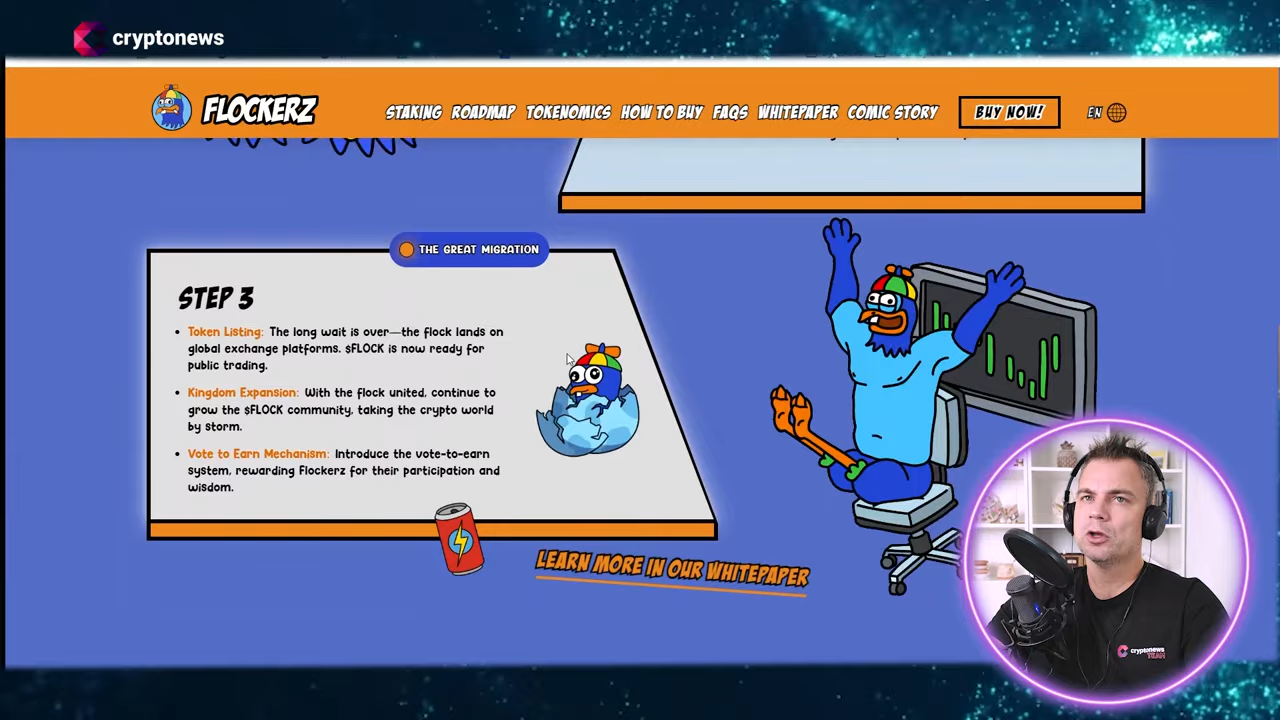 cryptonews
FLOCKERZ
STAKING ROADMAP TOKENOMICS HOW TO BUY FAQS WHITEPAPER COMIC STORY BUY NOW! EN
THE GREAT MIGRATION
STEP 3
• Token Listing: The long wait is over—the flock lands on
global exchange platforms. $FLOCK is now ready for
public trading.
• Kingdom Expansion: With the flock united, continue to
grow the $FLOCK community, taking the crypto world
by storm.
• Vote to Earn Mechanism: Introduce the vote-to-earn
system, rewarding Flockerz for their participation and
wisdom.
LEARN MORE IN OUR WHITEPAPER
cryptonews
TEAM